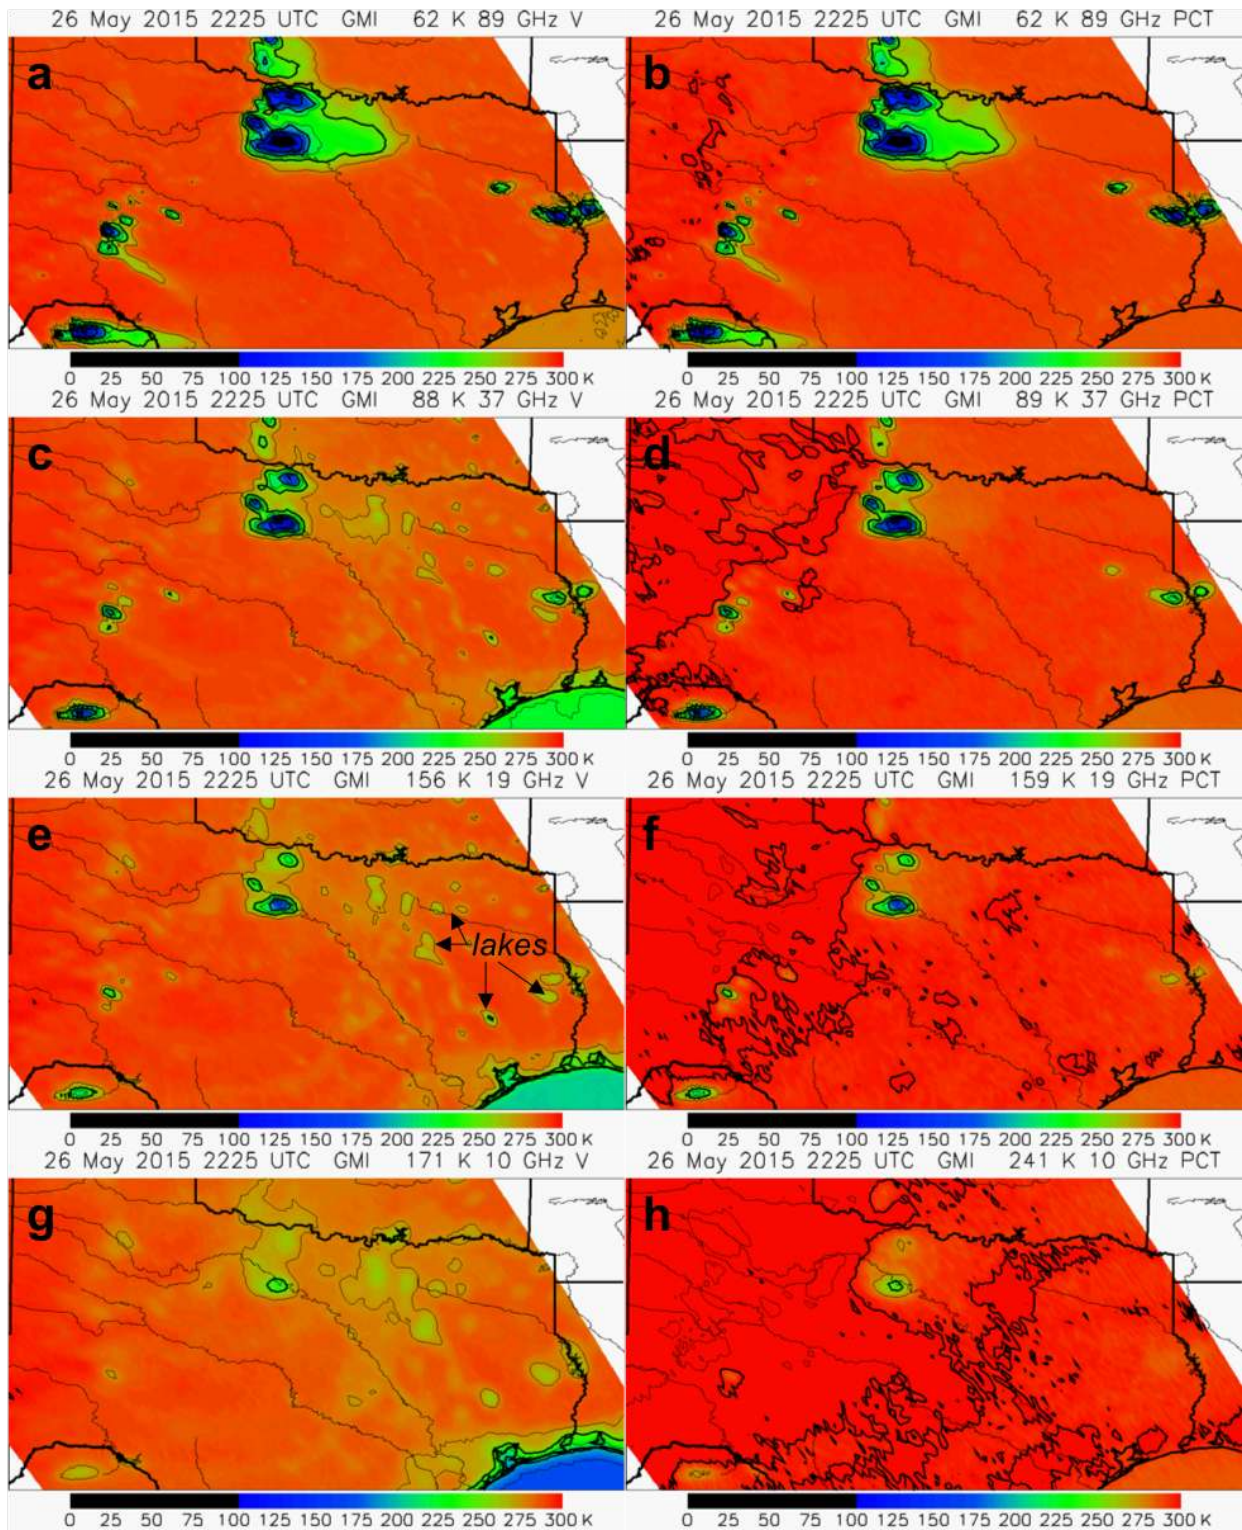 26 May 2015 2225 UTC GMI 62 K 89 GHz V
26 May 2015 2225 UTC GMI 62 K 89 GHz PCT
a
b
0 25 50 75 100 125 150 175 200 225 250 275 300 K
0 25 50 75 100 125 150 175 200 225 250 275 300 K
26 May 2015 2225 UTC GMI 88 K 37 GHz V
26 May 2015 2225 UTC GMI 89 K 37 GHz PCT
c
d
0 25 50 75 100 125 150 175 200 225 250 275 300 K
0 25 50 75 100 125 150 175 200 225 250 275 300 K
26 May 2015 2225 UTC GMI 156 K 19 GHz V
26 May 2015 2225 UTC GMI 159 K 19 GHz PCT
e
f
lakes
0 25 50 75 100 125 150 175 200 225 250 275 300 K
0 25 50 75 100 125 150 175 200 225 250 275 300 K
26 May 2015 2225 UTC GMI 171 K 10 GHz V
26 May 2015 2225 UTC GMI 241 K 10 GHz PCT
g
h
0 25 50 75 100 125 150 175 200 225 250 275 300 K
0 25 50 75 100 125 150 175 200 225 250 275 300 K